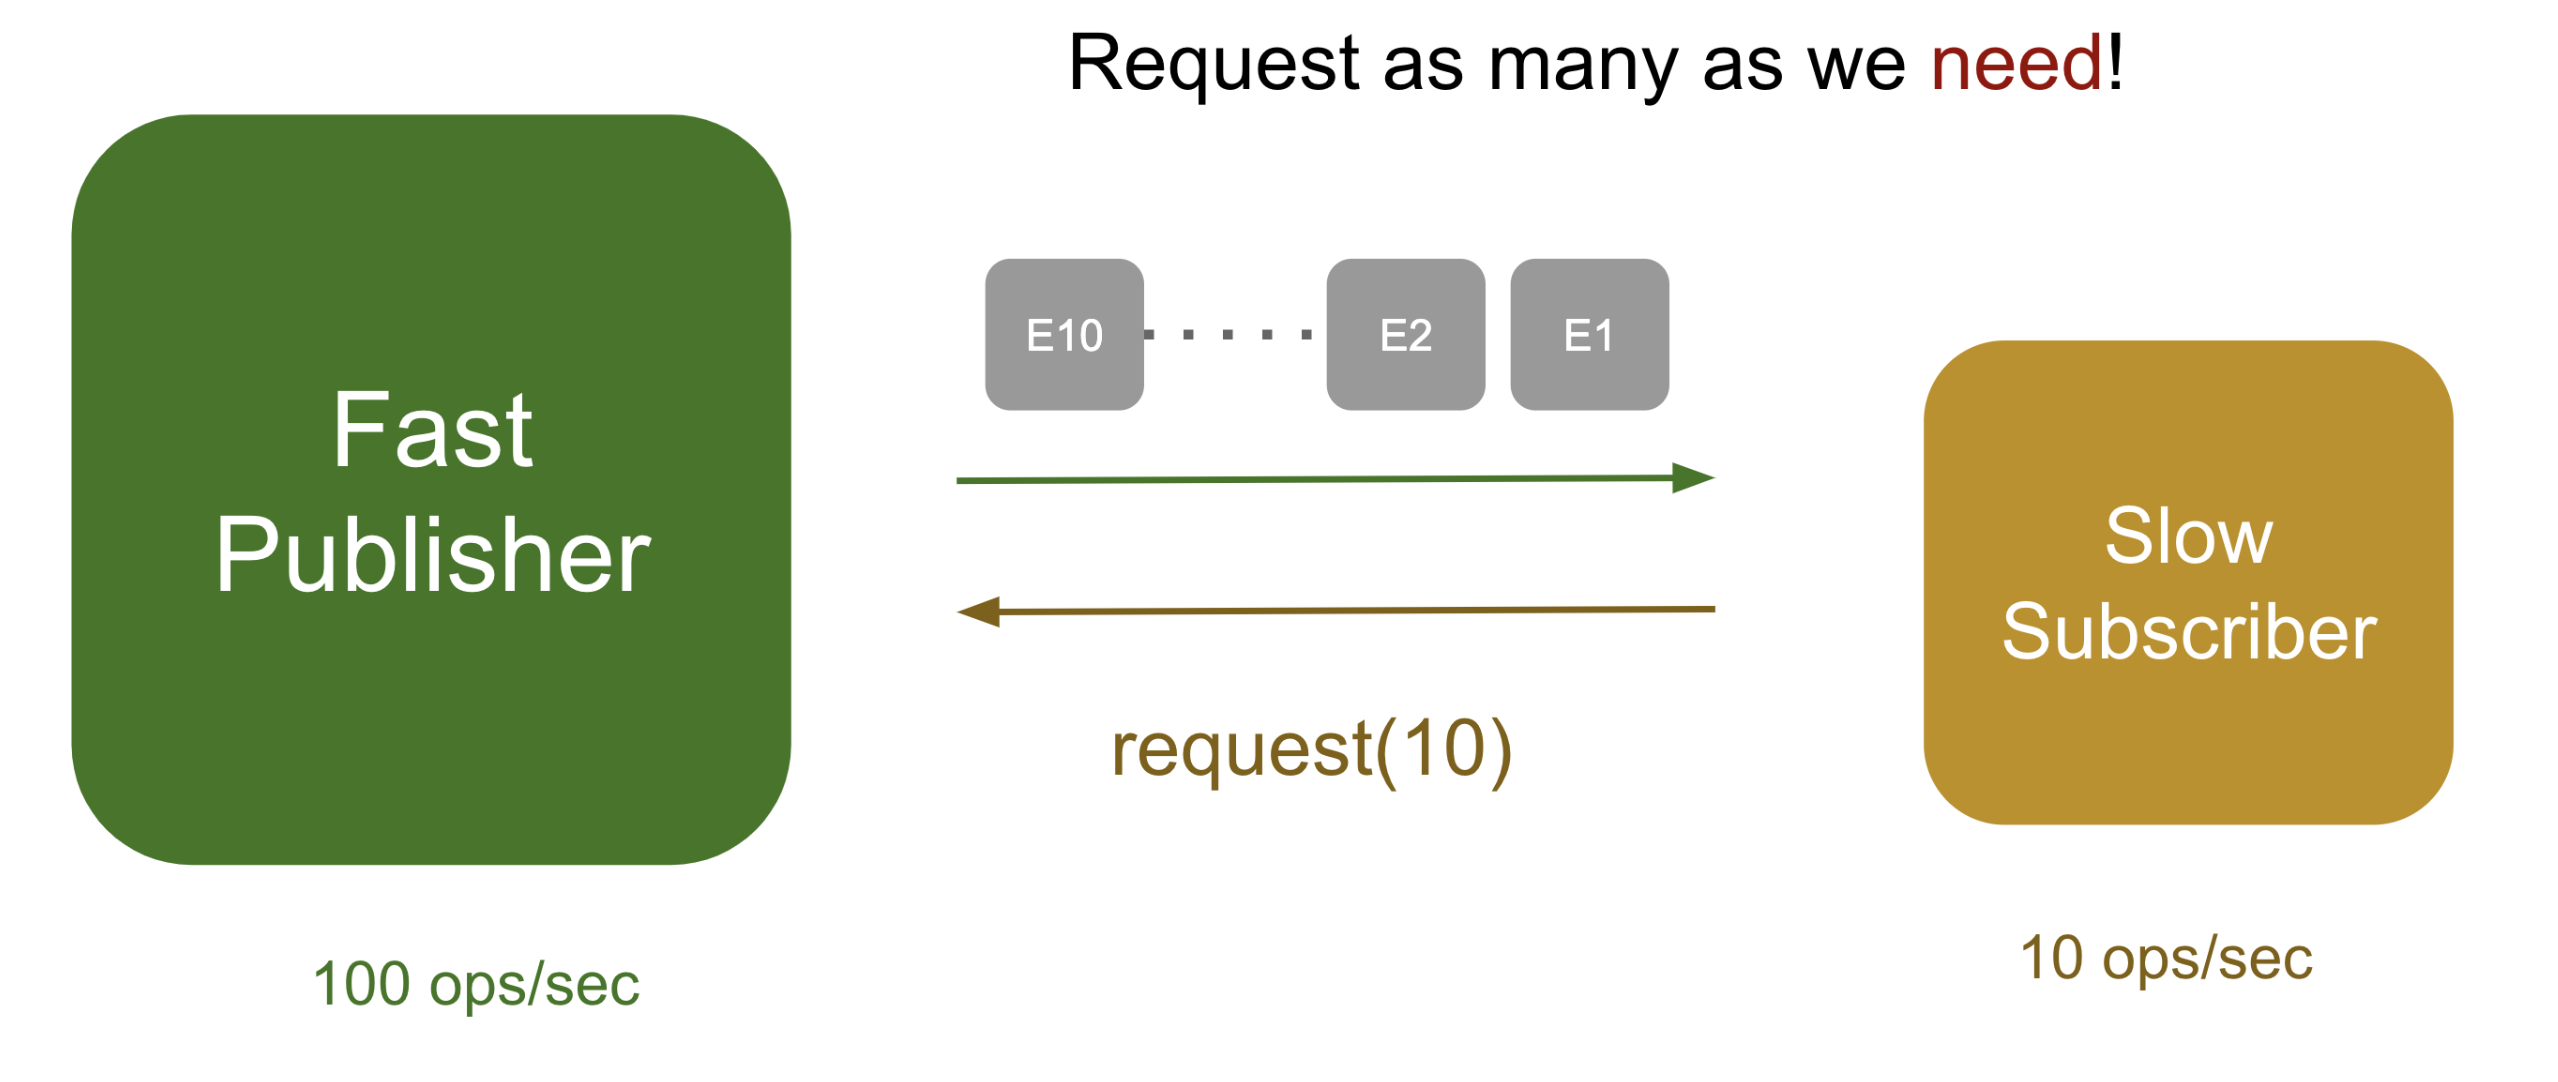 Request as many as we need!
E10
E2
E1
Fast
Publisher
Slow
Subscriber
request(10)
100 ops/sec
10 ops/sec